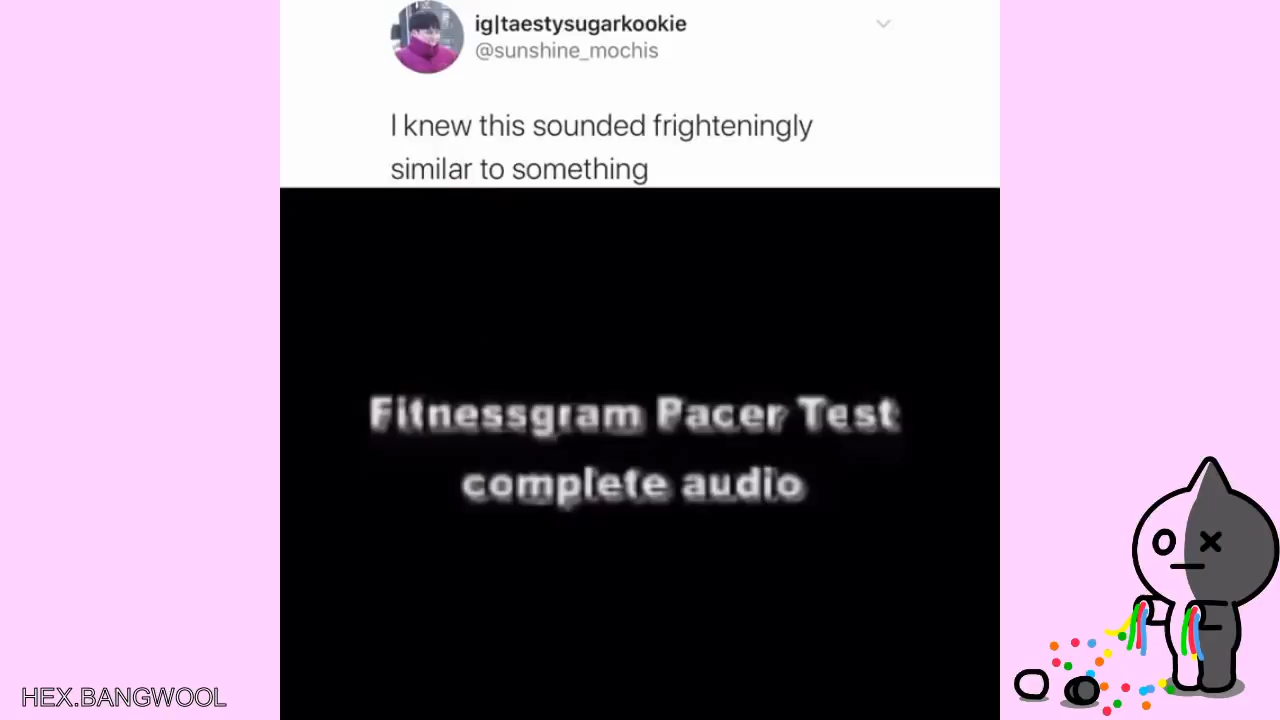 ig|taestysugarkookie
@sunshine_mochis
I knew this sounded frighteningly
similar to something
Fitnessgram Pacer Test
complete audio
HEX.BANGWOOL